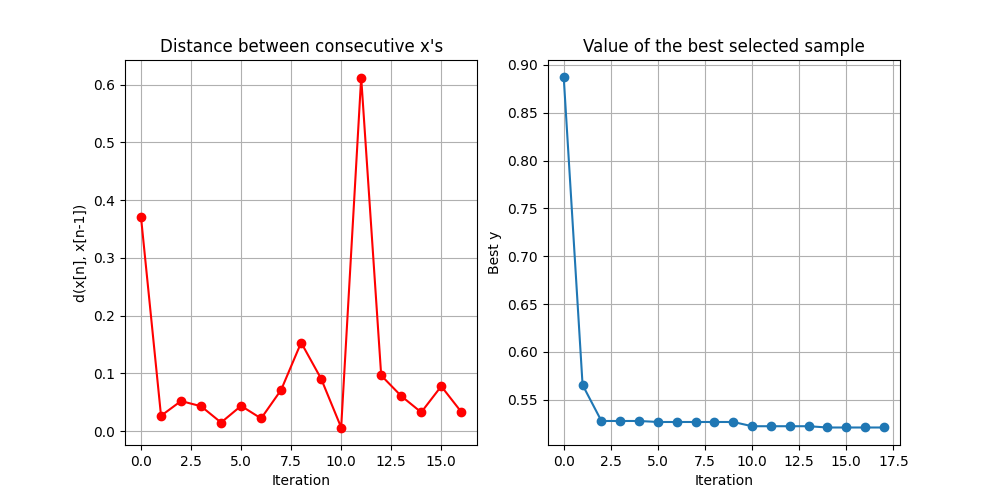 Distance between consecutive x's
0.6
0.5
0.4
0.3
0.2
0.1
0.0
d(x[n], x[n-1])
0.0 2.5 5.0 7.5 10.0 12.5 15.0
Iteration
Value of the best selected sample
0.90
0.85
0.80
0.75
0.70
0.65
0.60
0.55
Best y
0.0 2.5 5.0 7.5 10.0 12.5 15.0 17.5
Iteration